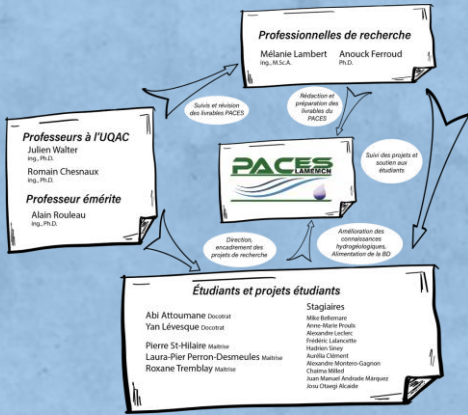 Professionnelles de recherche
Mélanie Lambert
ing., M.Sc.A.
Anouck Ferroud
Ph.D.
Suivis et révision
des livrables PACES
Rédaction et
préparation des
livrables du
PACES
Professeurs à l'UQAC
Julien Walter
ing., Ph.D.
Romain Chesnaux
ing., Ph.D.
Professeur émérite
Alain Rouleau
ing., Ph.D.
PACES
LAMEMCN
Suivi des projets et
soutien aux
étudiants
Direction,
encadrement des
projets de recherche
Amélioration des
connaissances
hydrogéologiques,
Alimentation de la BD
Étudiants et projets étudiants
Abi Attoumane Docotrat
Yan Lévesque Docotrat
Pierre St-Hilaire Maîtrise
Laura-Pier Perron-Desmeules Maîtrise
Roxane Tremblay Maîtrise
Stagiaires
Mike Bellemare
Anne-Marie Proulx
Alexandre Leclerc
Frédéric Lalancette
Hadrien Siney
Aurélia Clément
Alexandre Montero-Gagnon
Chaima Milled
Juan Manuel Andrade Márquez
Josu Otaegi Alcaide